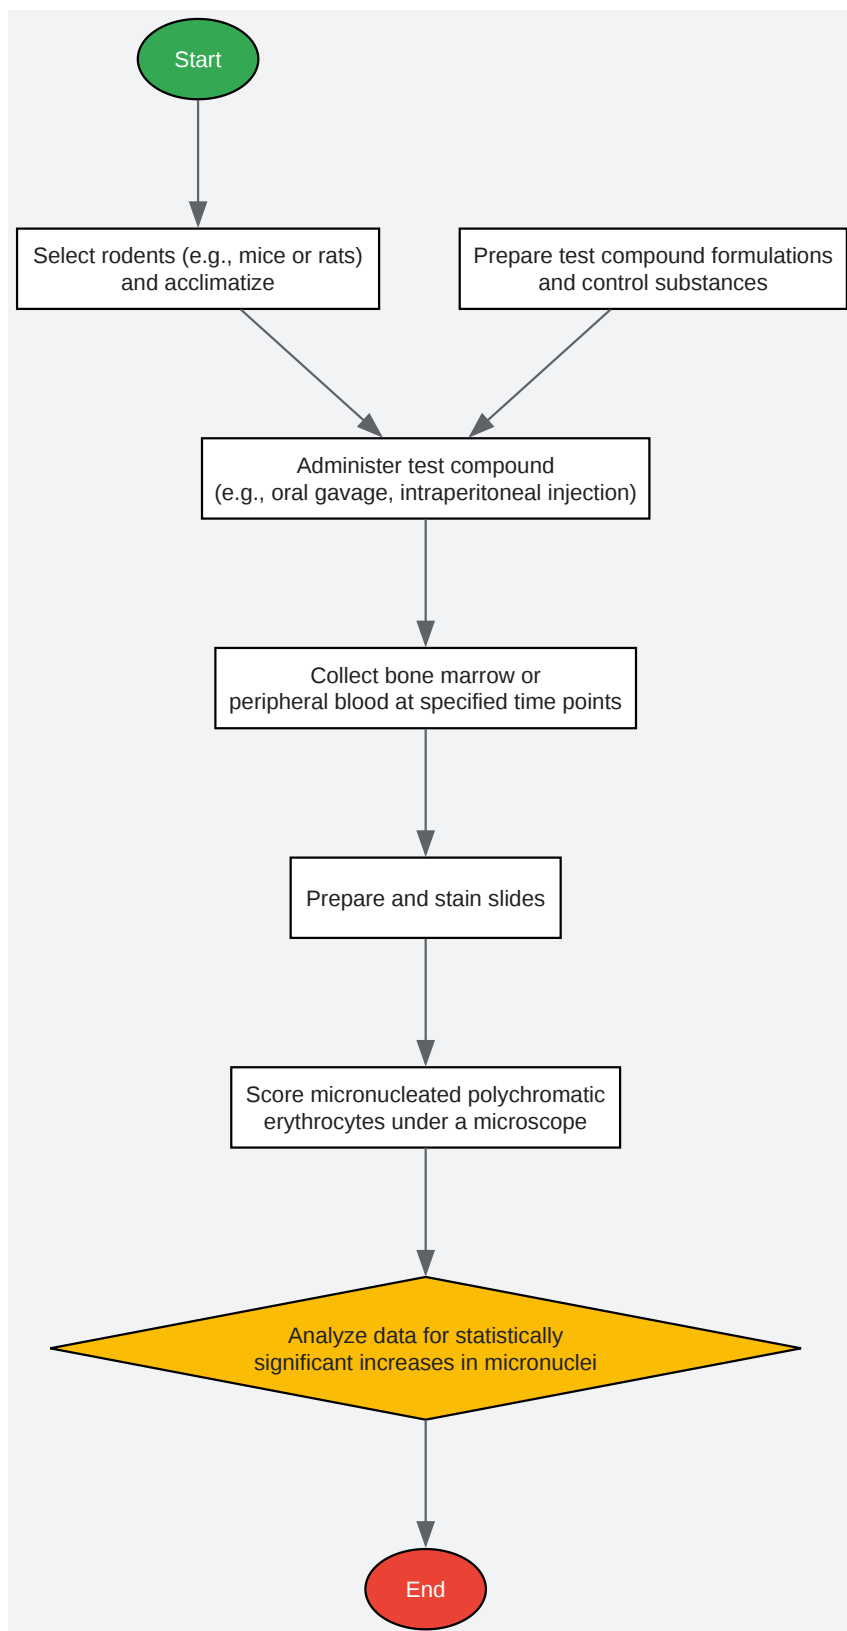 Start
Select rodents (e.g., mice or rats)
and acclimatize
Prepare test compound formulations
and control substances
Administer test compound
(e.g., oral gavage, intraperitoneal injection)
Collect bone marrow or
peripheral blood at specified time points
Prepare and stain slides
Score micronucleated polychromatic
erythrocytes under a microscope
Analyze data for statistically
significant increases in micronuclei
End